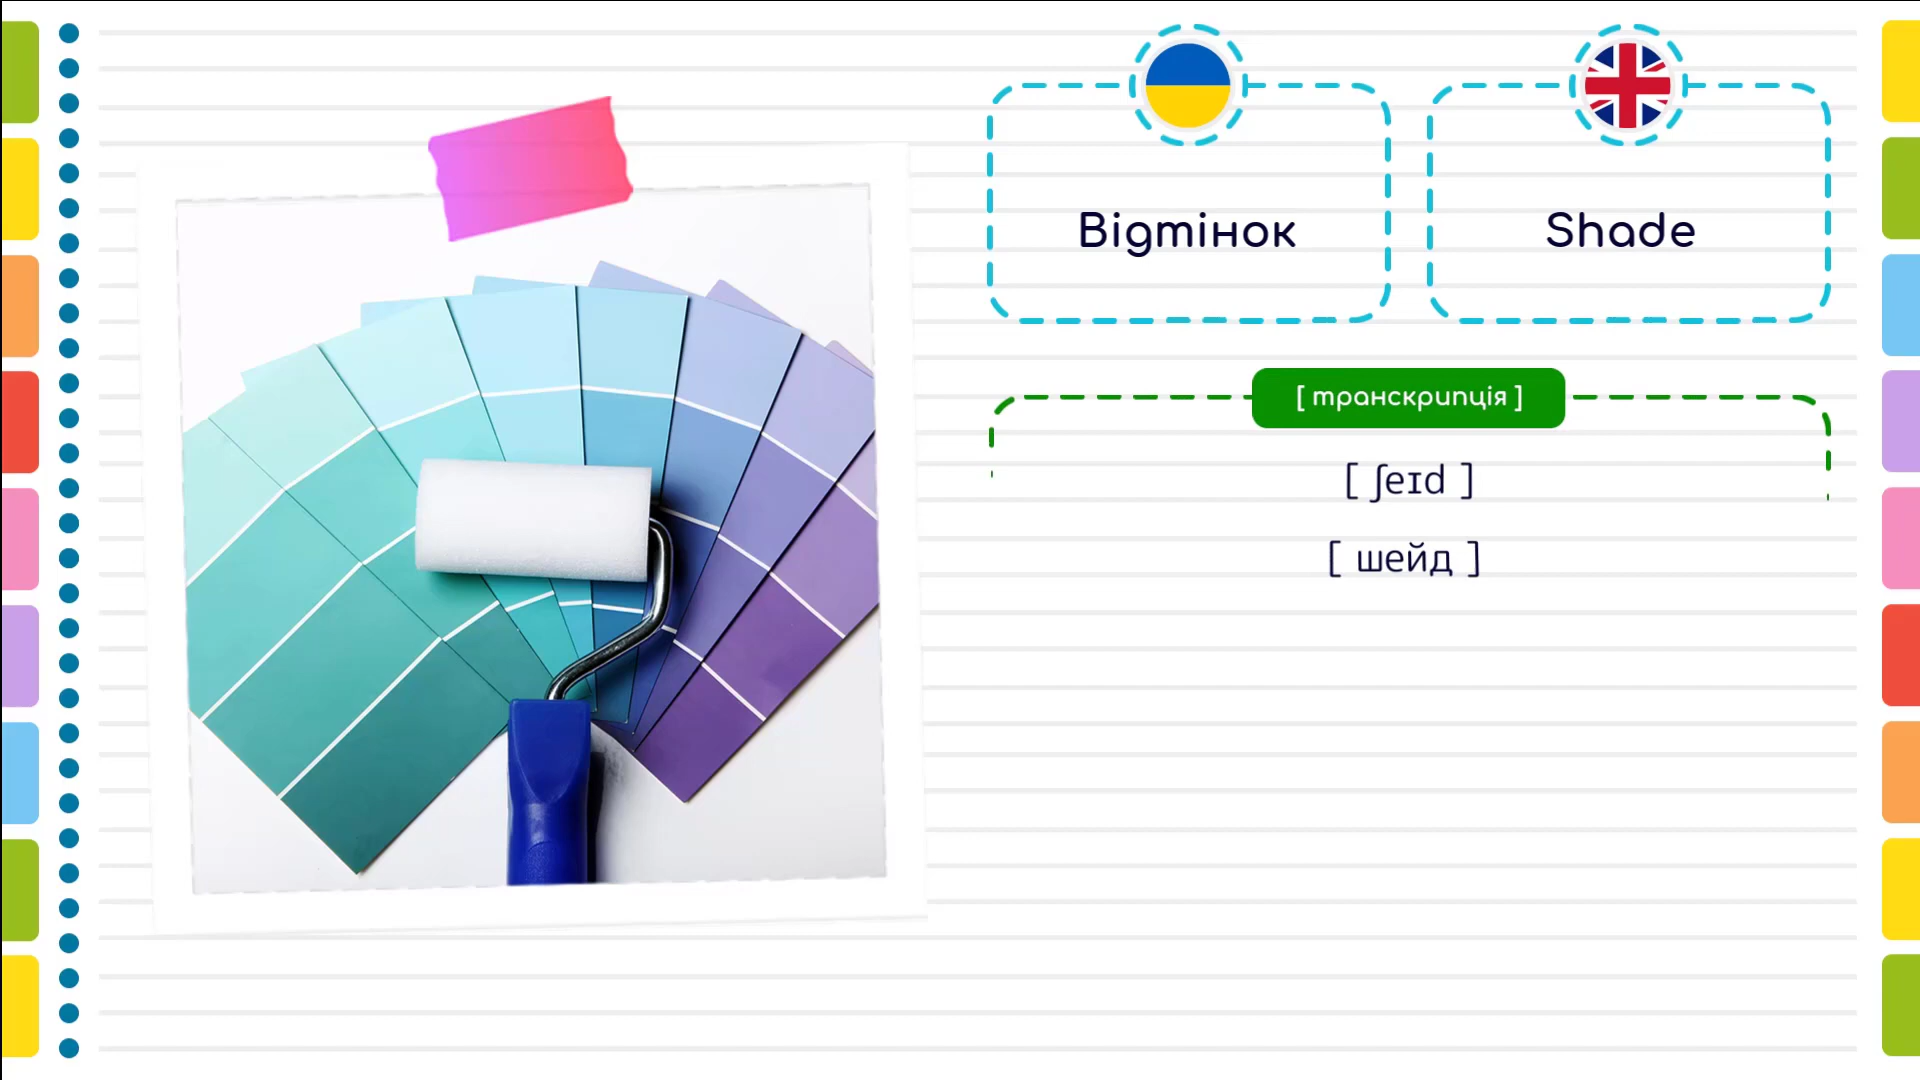 Відтінок
Shade
[ транскрипція ]
[ ʃeɪd ]
[ шейд ]